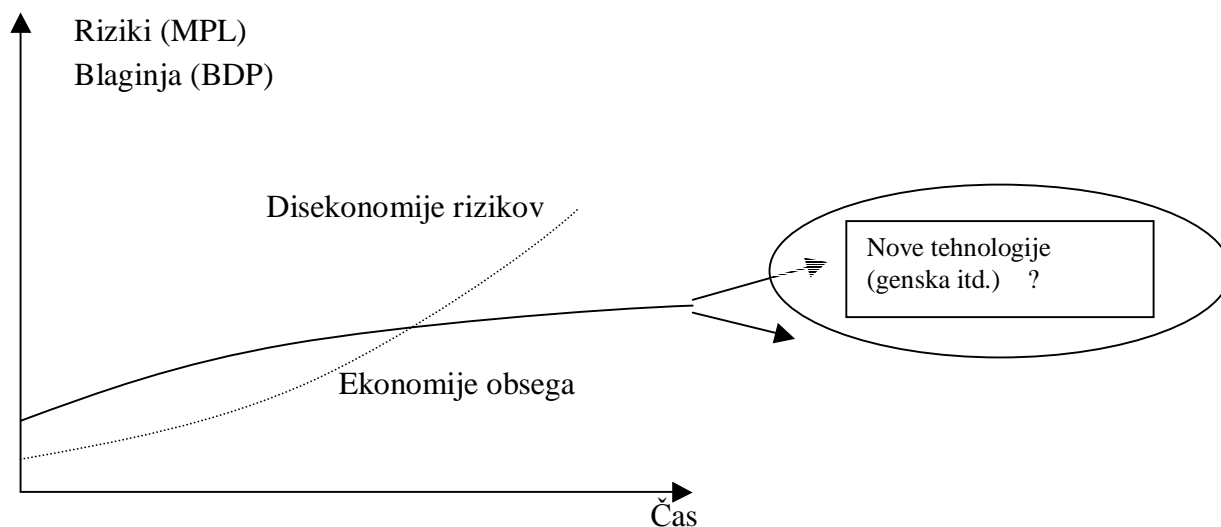 Riziki (MPL)
Blaginja (BDP)
Disekonomije rizikov
Nove tehnologije
(genska itd.) ?
Ekonomije obsega
Čas